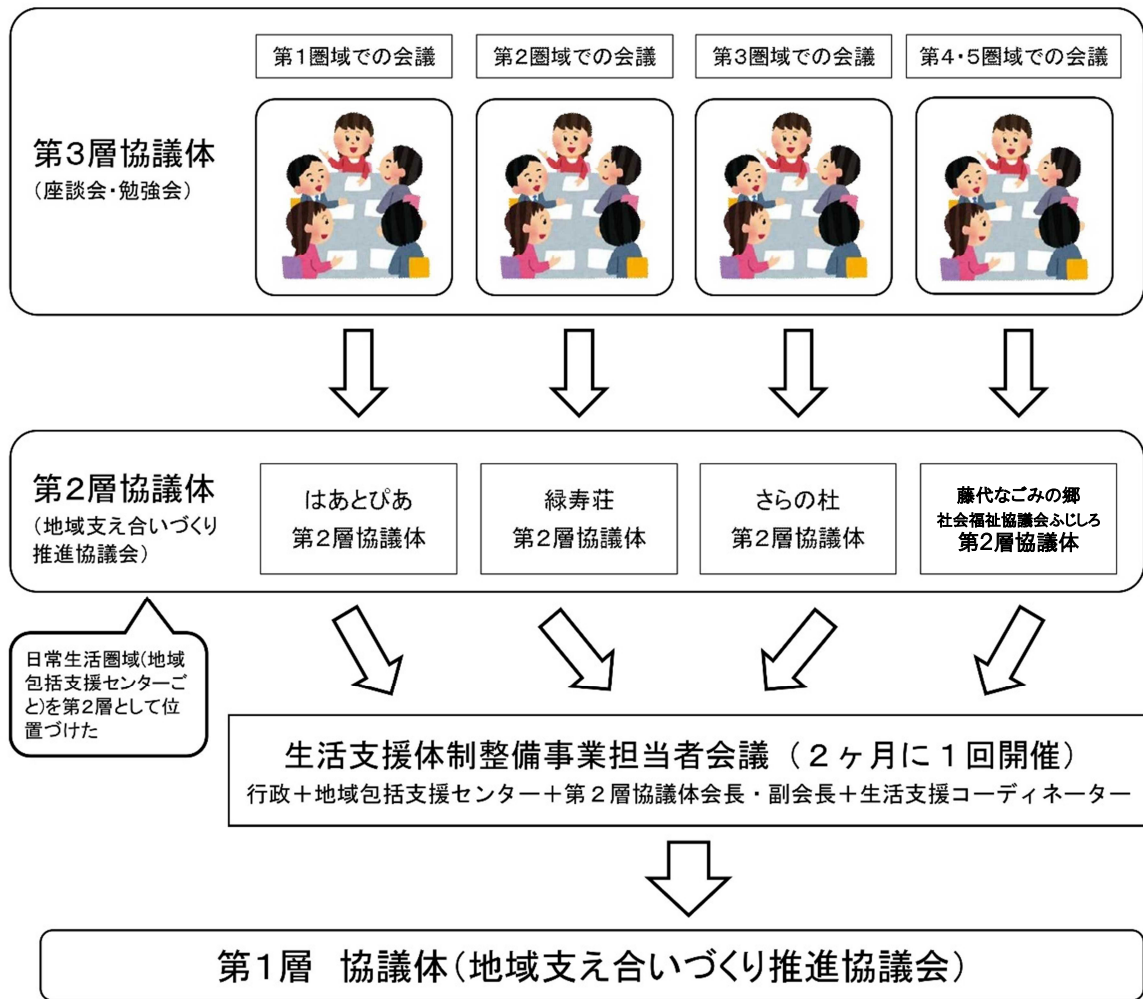 第1圏域での会議
第2圏域での会議
第3圏域での会議
第4・5圏域での会議
第3層協議体
(座談会・勉強会)
第2層協議体
(地域支え合いづくり
推進協議会)
はあとぴあ
第2層協議体
緑寿荘
第2層協議体
さらの杜
第2層協議体
藤代なごみの郷
社会福祉協議会ふじしろ
第2層協議体
日常生活圏域(地域
包括支援センターご
と)を第2層として位
置づけた
生活支援体制整備事業担当者会議（２ヶ月に１回開催）
行政＋地域包括支援センター＋第２層協議体会長・副会長＋生活支援コーディネーター
第1層 協議体(地域支え合いづくり推進協議会)